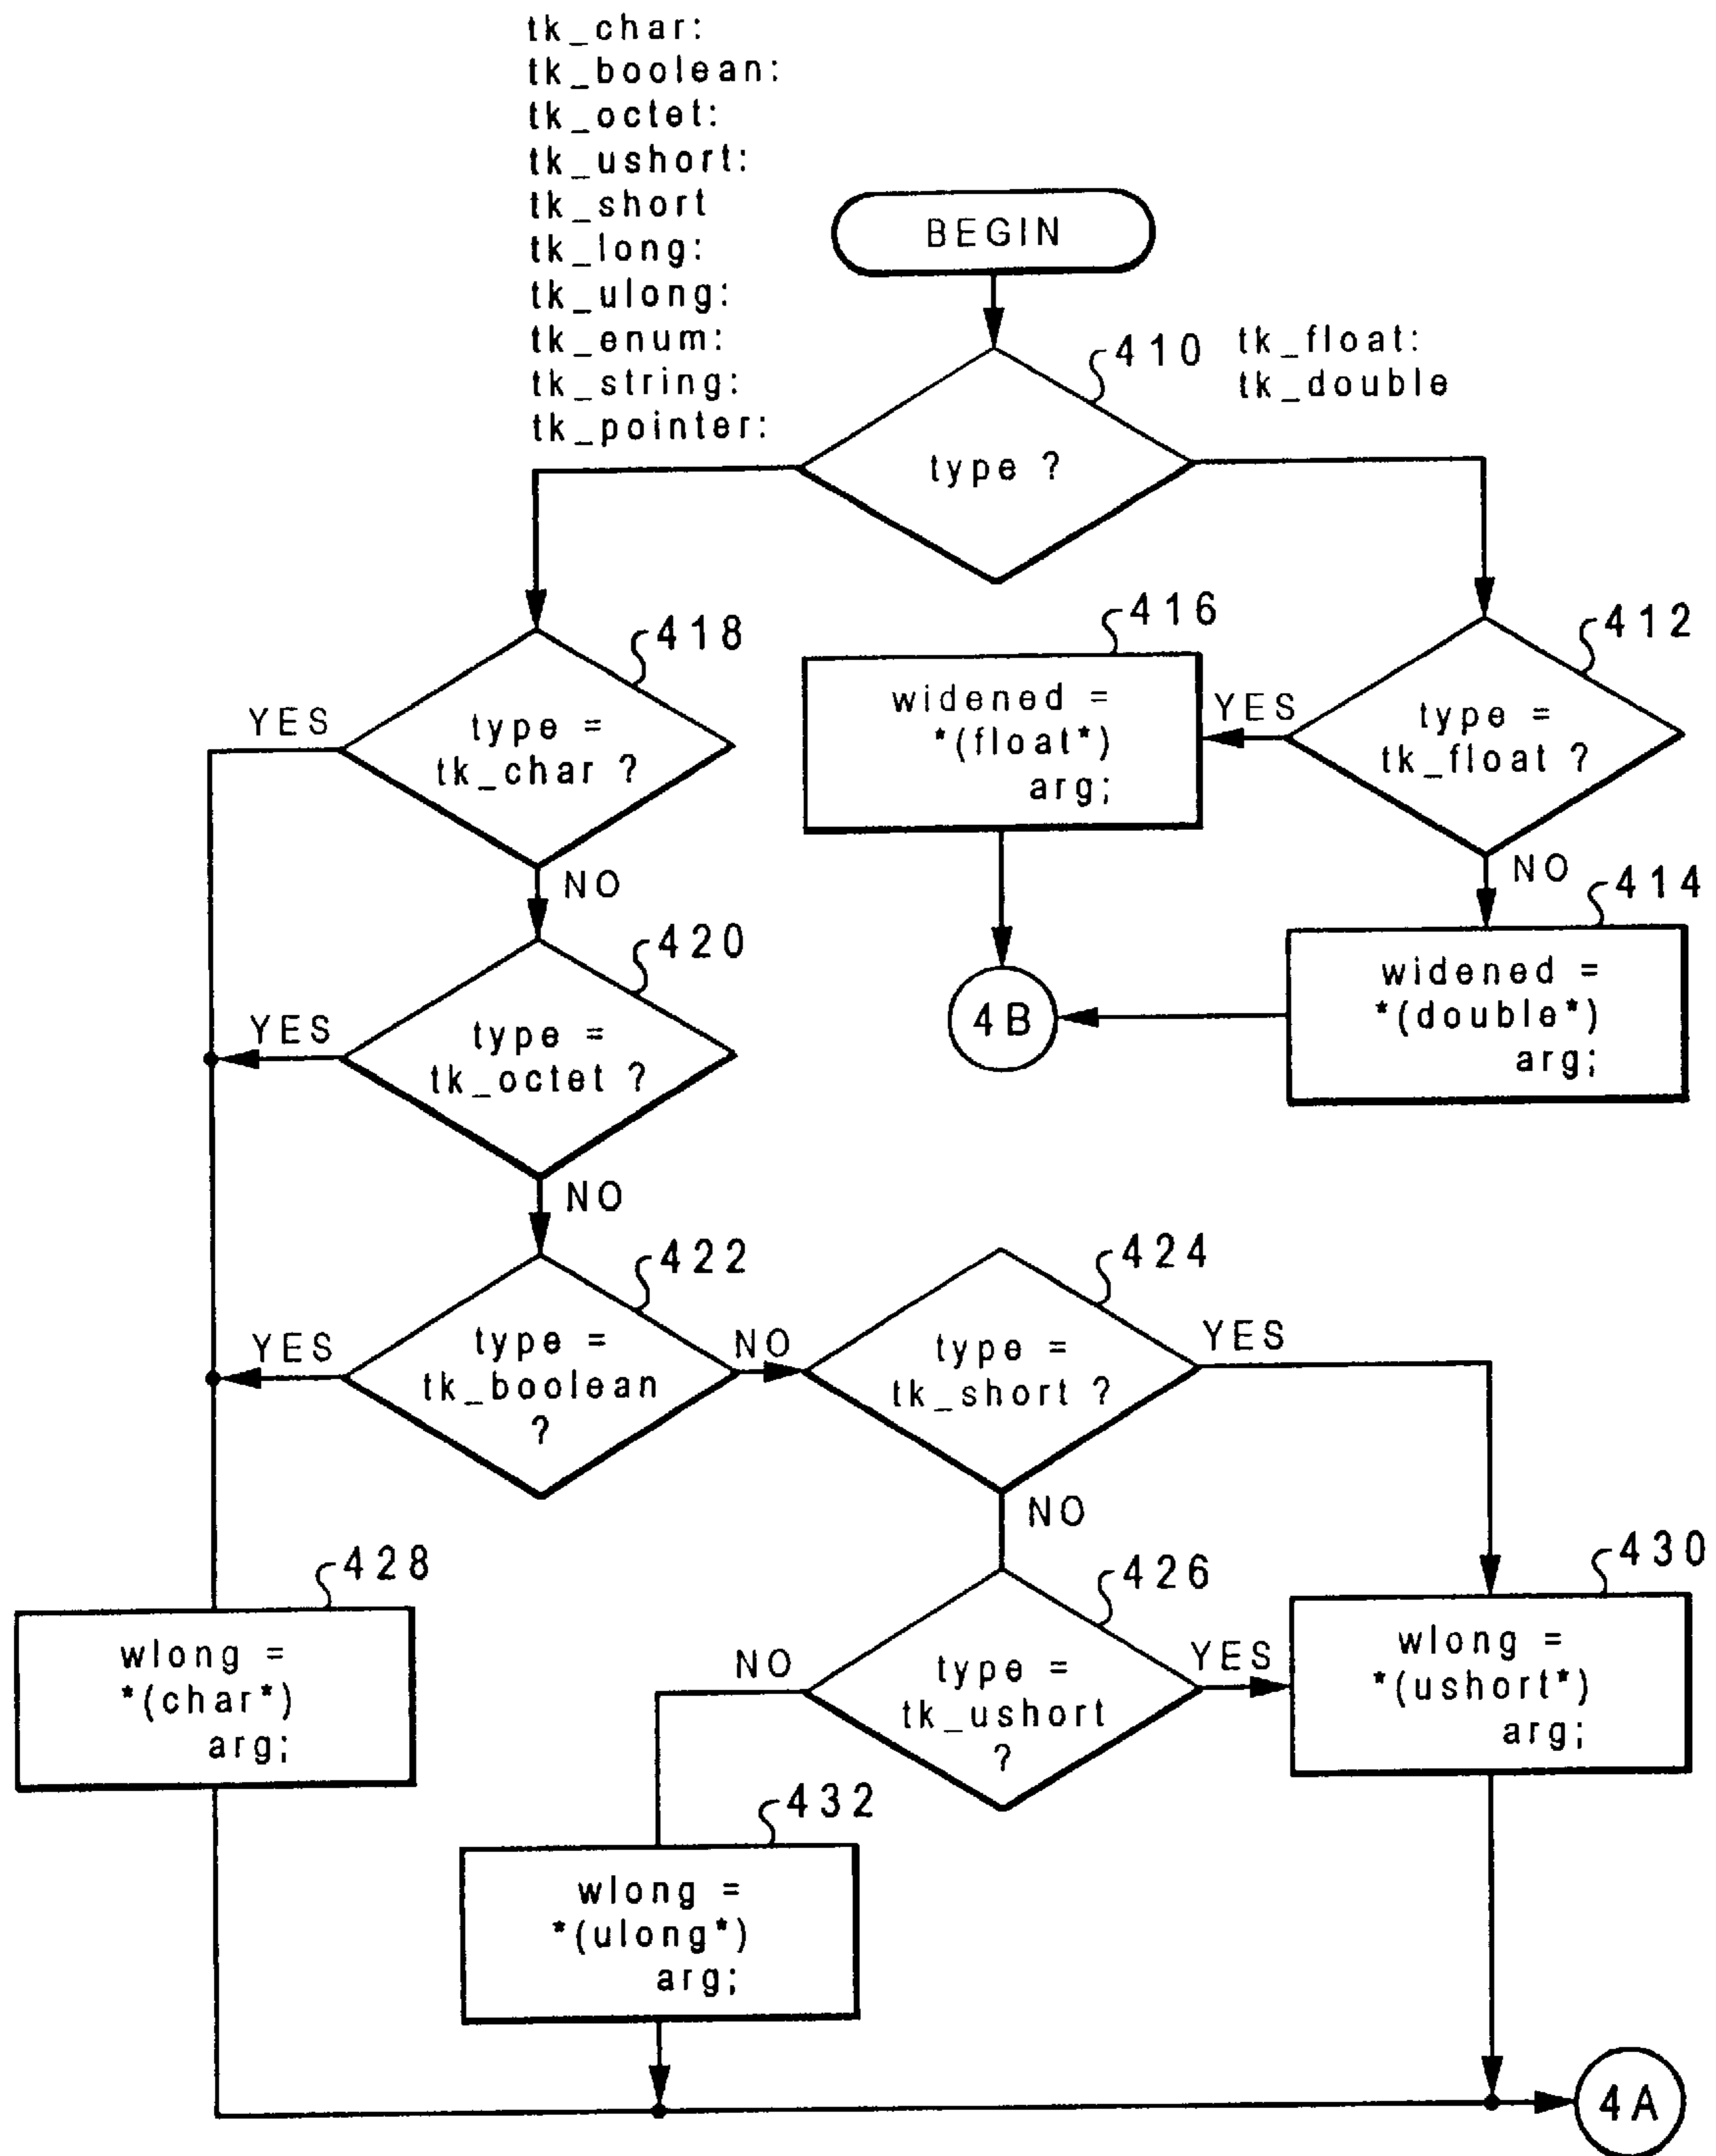 tk_char:
tk_boolean:
tk_octet:
tk_ushort:
tk_short
tk_long:
tk_ulong:
tk_enum:
tk_string:
tk_pointer:
BEGIN
410
tk_float:
tk_double
type ?
418
type =
tk_char ?
YES
NO
416
widened =
*(float*)
arg;
412
type =
tk_float ?
YES
NO
414
widened =
*(double*)
arg;
4B
420
type =
tk_octet ?
YES
NO
422
type =
tk_boolean
?
YES
NO
424
type =
tk_short ?
YES
NO
428
wlong =
*(char*)
arg;
426
type =
tk_ushort
?
NO
YES
430
wlong =
*(ushort*)
arg;
432
wlong =
*(ulong*)
arg;
4A